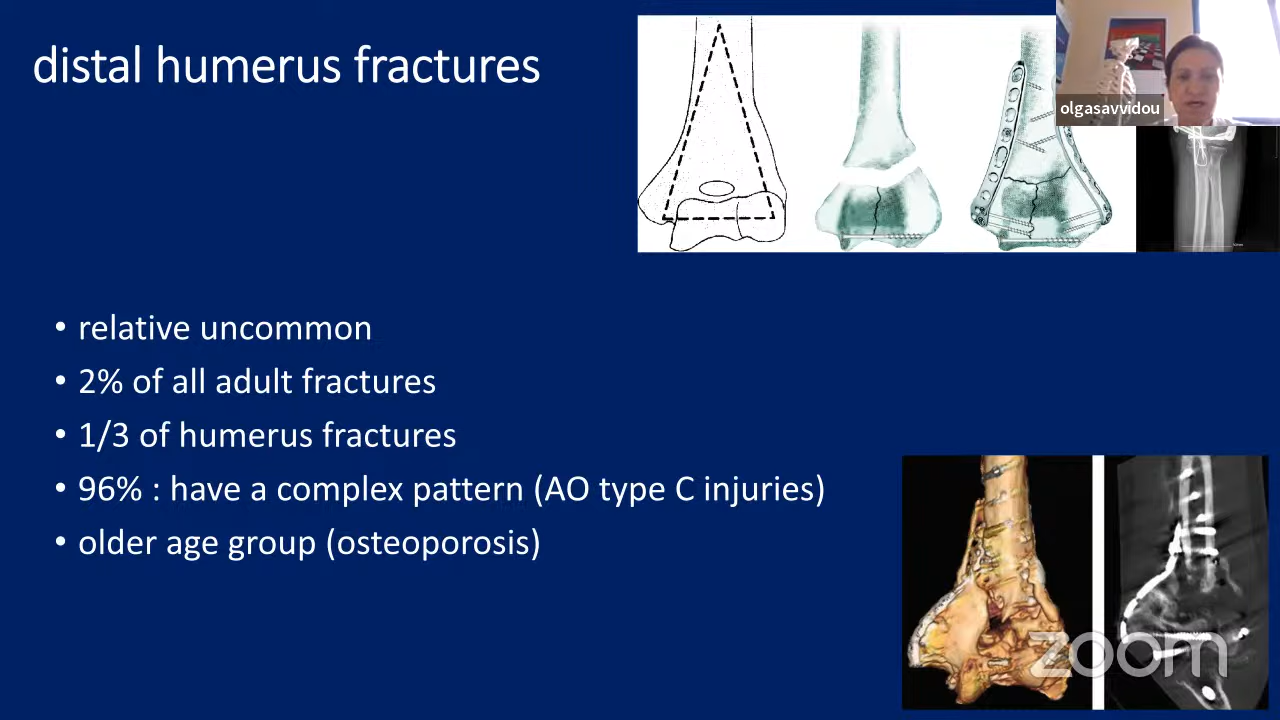 distal humerus fractures
olgasavvidou
• relative uncommon
• 2% of all adult fractures
• 1/3 of humerus fractures
• 96% : have a complex pattern (AO type C injuries)
• older age group (osteoporosis)
zoom